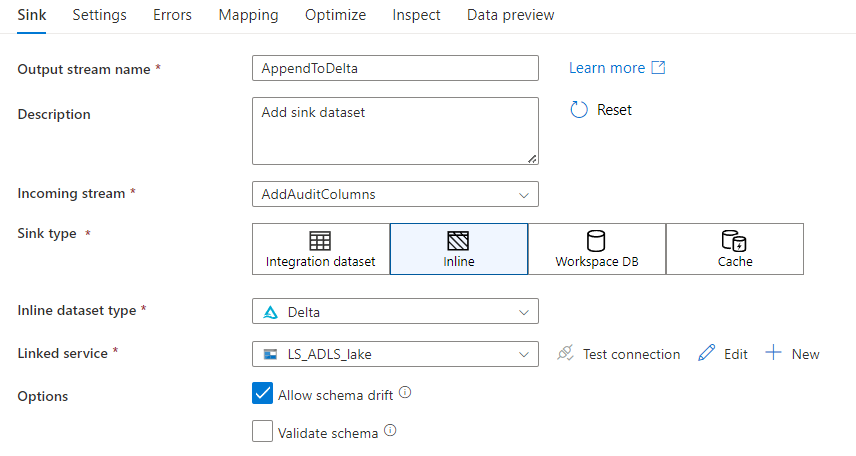 Sink Settings Errors Mapping Optimize Inspect Data preview
Output stream name * AppendToDelta Learn more
Description Add sink dataset Reset
Incoming stream * AddAuditColumns
Sink type * Integration dataset Inline Workspace DB Cache
Inline dataset type * Delta
Linked service * LS_ADLS_lake Test connection Edit New
Options Allow schema drift
Validate schema